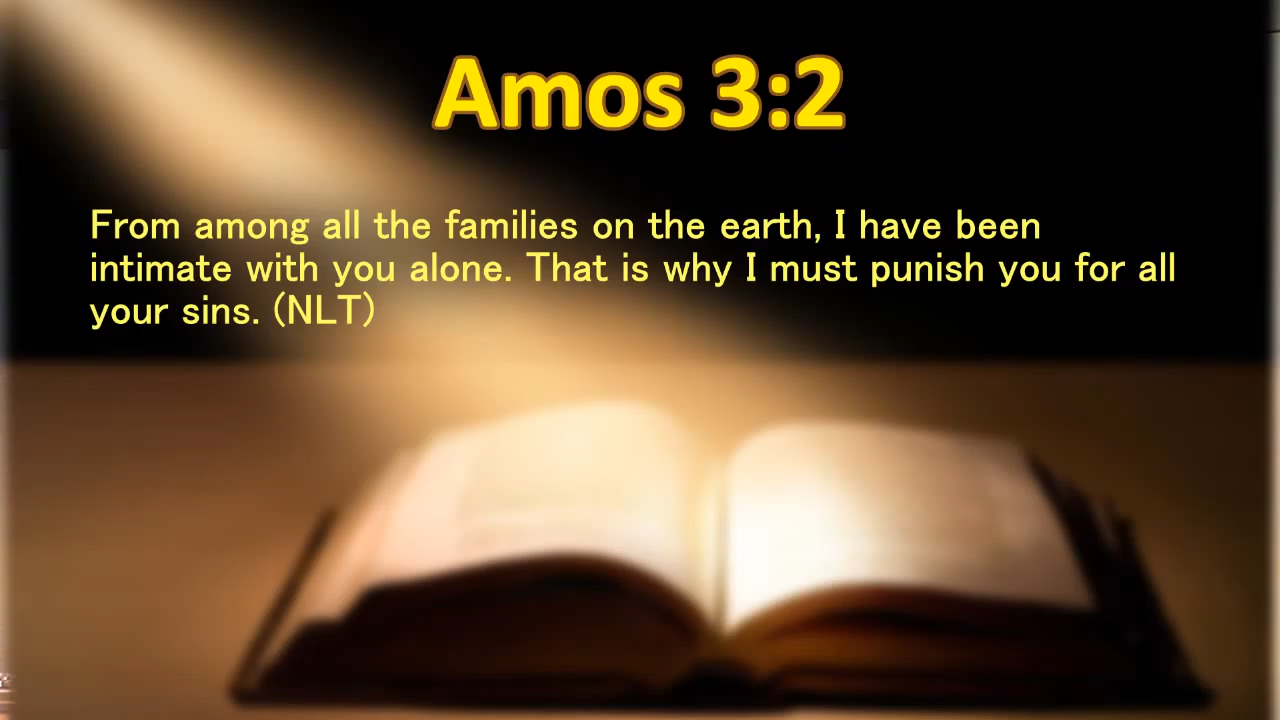 Amos 3:2
From among all the families on the earth, I have been
intimate with you alone. That is why I must punish you for all
your sins. (NLT)